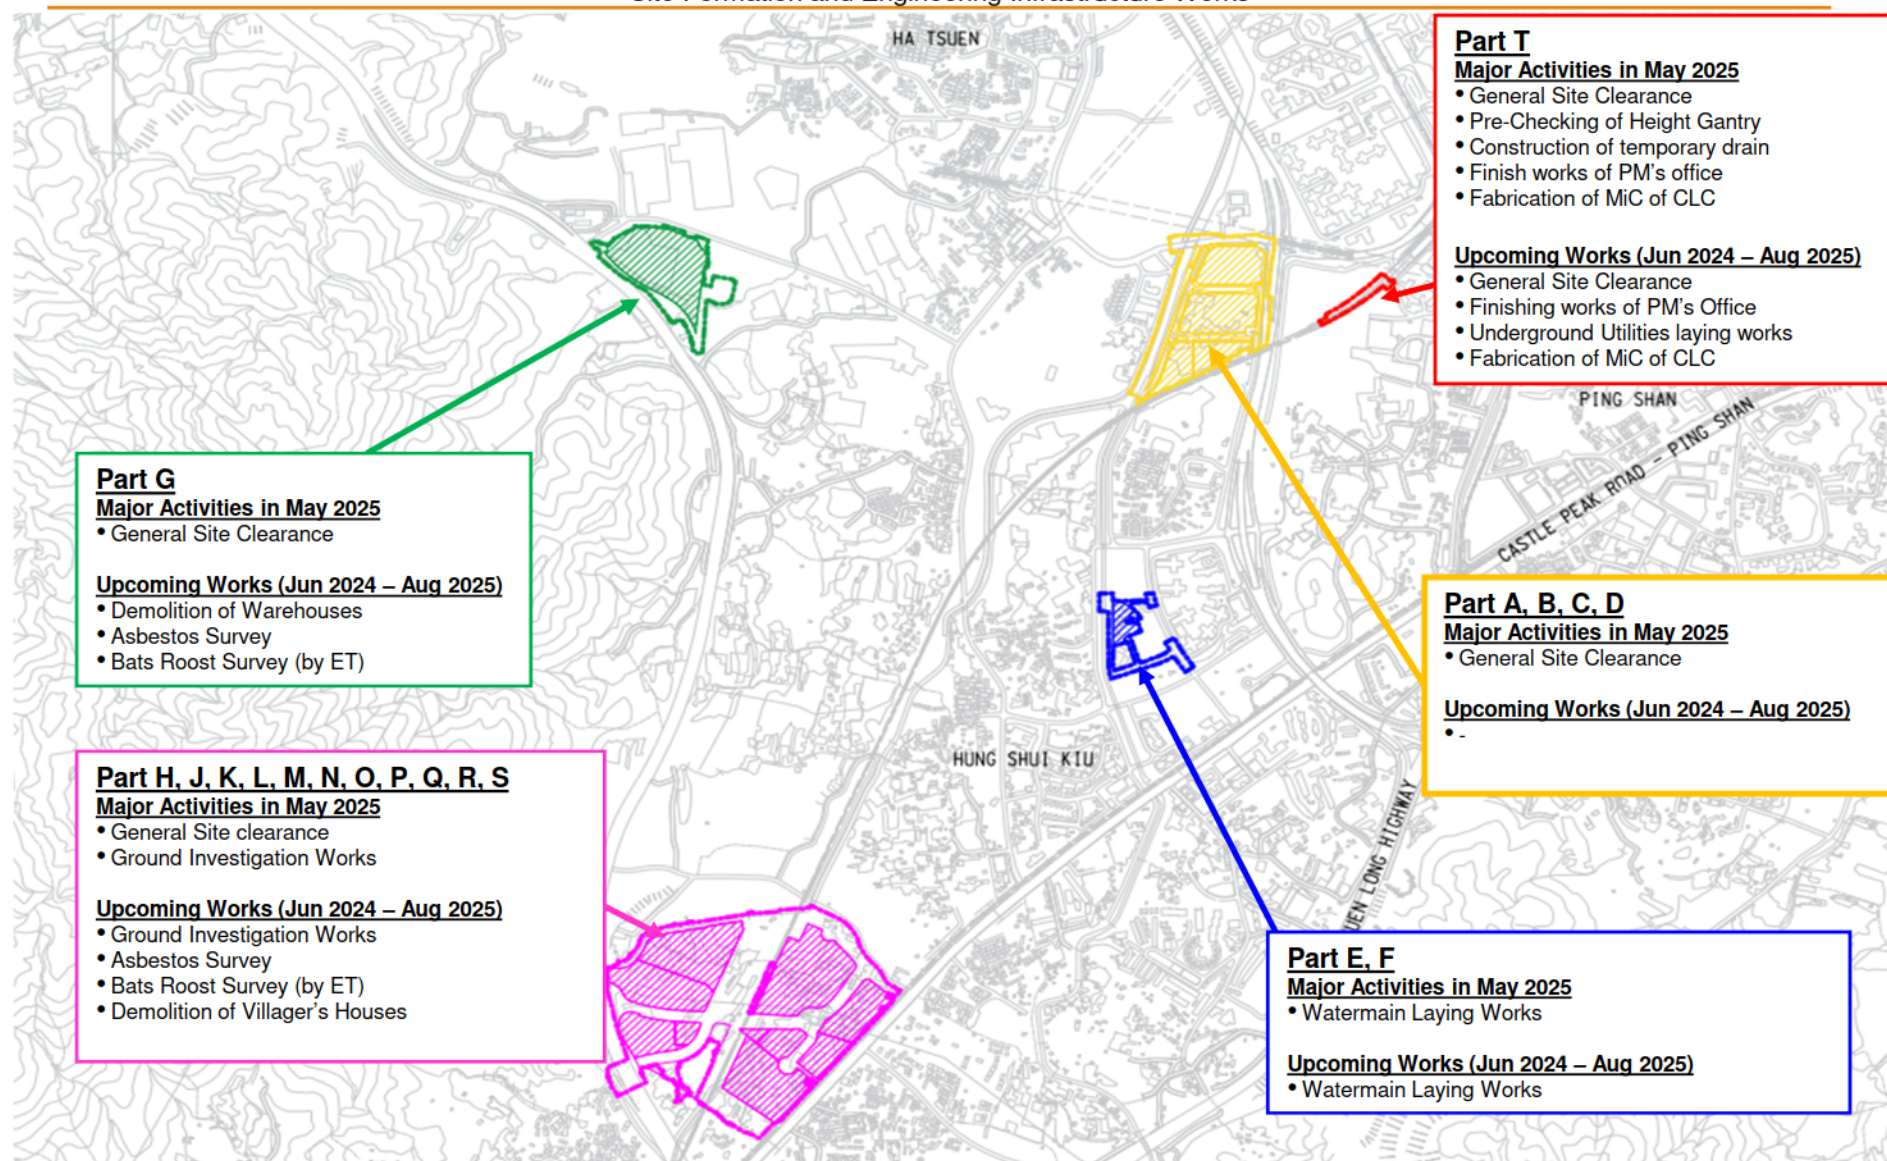 Site Formation and Engineering Infrastructure Works
HA TSUEN
Part T
Major Activities in May 2025
• General Site Clearance
• Pre-Checking of Height Gantry
• Construction of temporary drain
• Finish works of PM's office
• Fabrication of MiC of CLC
Upcoming Works (Jun 2024 – Aug 2025)
• General Site Clearance
• Finishing works of PM's Office
• Underground Utilities laying works
• Fabrication of MiC of CLC
PING SHAN
CASTLE PEAK ROAD - PING SHAN
Part G
Major Activities in May 2025
• General Site Clearance
Upcoming Works (Jun 2024 – Aug 2025)
• Demolition of Warehouses
• Asbestos Survey
• Bats Roost Survey (by ET)
Part A, B, C, D
Major Activities in May 2025
• General Site Clearance
Upcoming Works (Jun 2024 – Aug 2025)
• -
HUNG SHUI KIU
UEN LONG HIGHWAY
Part H, J, K, L, M, N, O, P, Q, R, S
Major Activities in May 2025
• General Site clearance
• Ground Investigation Works
Upcoming Works (Jun 2024 – Aug 2025)
• Ground Investigation Works
• Asbestos Survey
• Bats Roost Survey (by ET)
• Demolition of Villager's Houses
Part E, F
Major Activities in May 2025
• Watermain Laying Works
Upcoming Works (Jun 2024 – Aug 2025)
• Watermain Laying Works